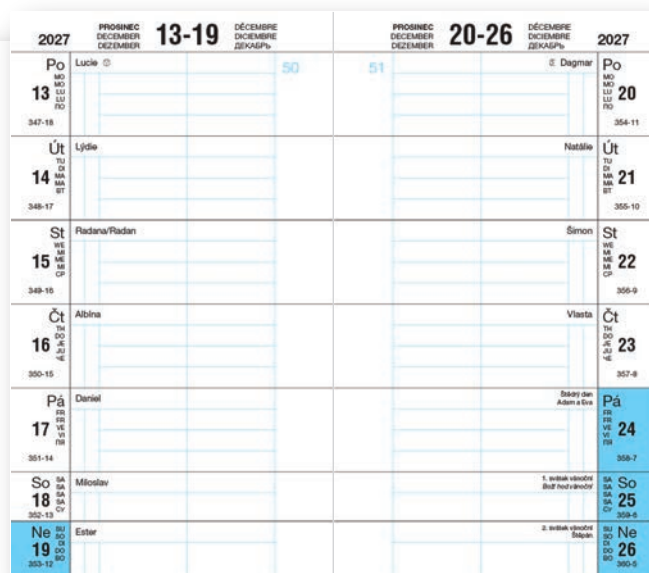 2027
PROSINEC
DECEMBER
DEZEMBER
13-19
DÉCEMBRE
DICIEMBRE
ДЕКАБРЬ
Po
MO
MO
LU
LU
ПО
13
347-18
Lucie
50
Út
TU
DI
MA
MA
ВТ
14
348-17
Lýdie
St
WE
MI
ME
MI
СР
15
349-16
Radana/Radan
Čt
TH
DO
JE
JU
ЧЕ
16
350-15
Albína
Pá
FR
FR
VE
VI
ПЯ
17
351-14
Daniel
So
SA
SA
SA
SA
СУ
18
352-13
Miloslav
Ne
SU
SO
DI
DO
ВО
19
353-12
Ester
PROSINEC
DECEMBER
DEZEMBER
20-26
DÉCEMBRE
DICIEMBRE
ДЕКАБРЬ
2027
51
Dagmar
Po
MO
MO
LU
LU
ПО
20
354-11
Natálie
Út
TU
DI
MA
MA
ВТ
21
355-10
Šimon
St
WE
MI
ME
MI
СР
22
356-9
Vlasta
Čt
TH
DO
JE
JU
ЧЕ
23
357-8
Štědrý den
Adam a Eva
Pá
FR
FR
VE
VI
ПЯ
24
358-7
1. svátek vánoční
Boží hod vánoční
So
SA
SA
SA
SA
СУ
25
359-6
2. svátek vánoční
Štěpán
Ne
SU
SO
DI
DO
ВО
26
360-5